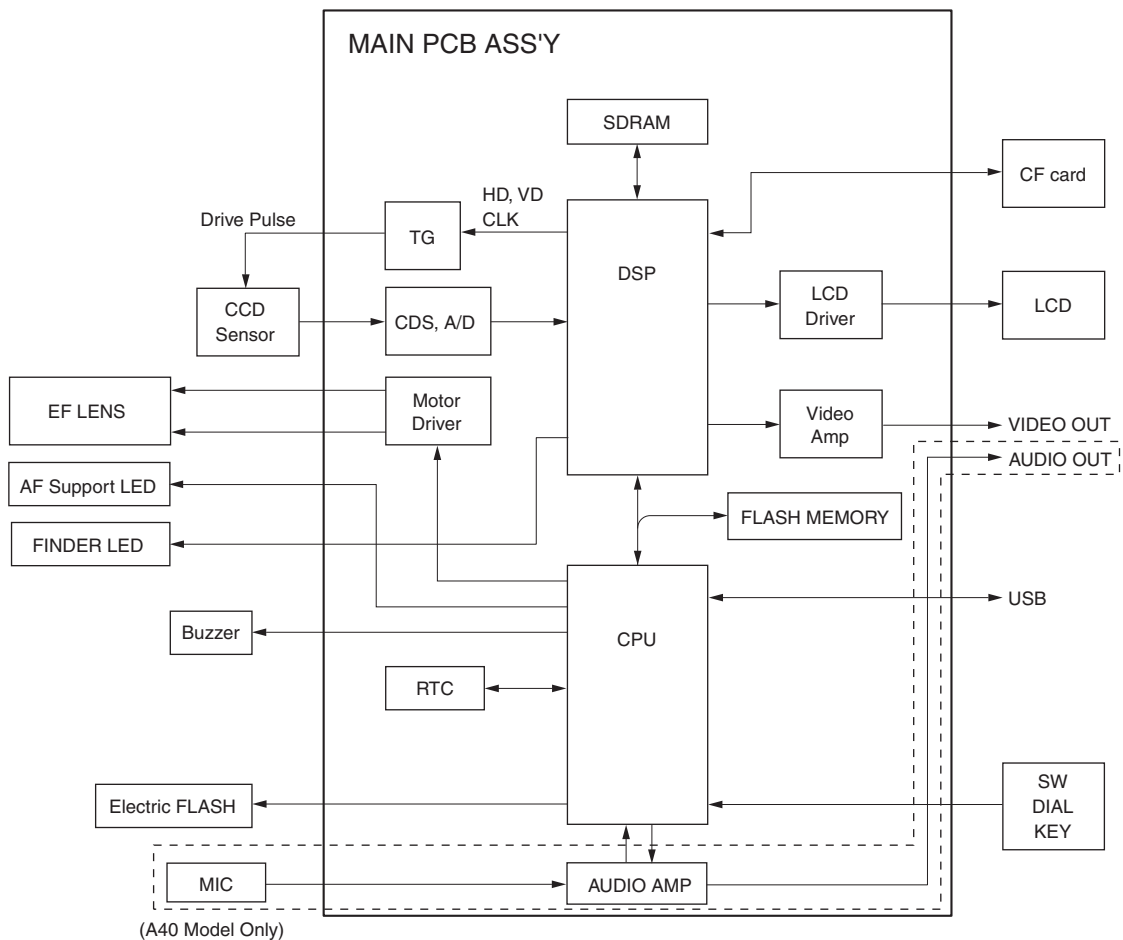 MAIN PCB ASS'Y
SDRAM
CF card
HD, VD
CLK
Drive Pulse
TG
DSP
LCD
Driver
LCD
CCD
Sensor
CDS, A/D
EF LENS
Motor
Driver
Video
Amp
VIDEO OUT
AUDIO OUT
AF Support LED
FLASH MEMORY
FINDER LED
USB
Buzzer
CPU
RTC
Electric FLASH
SW
DIAL
KEY
MIC
AUDIO AMP
(A40 Model Only)